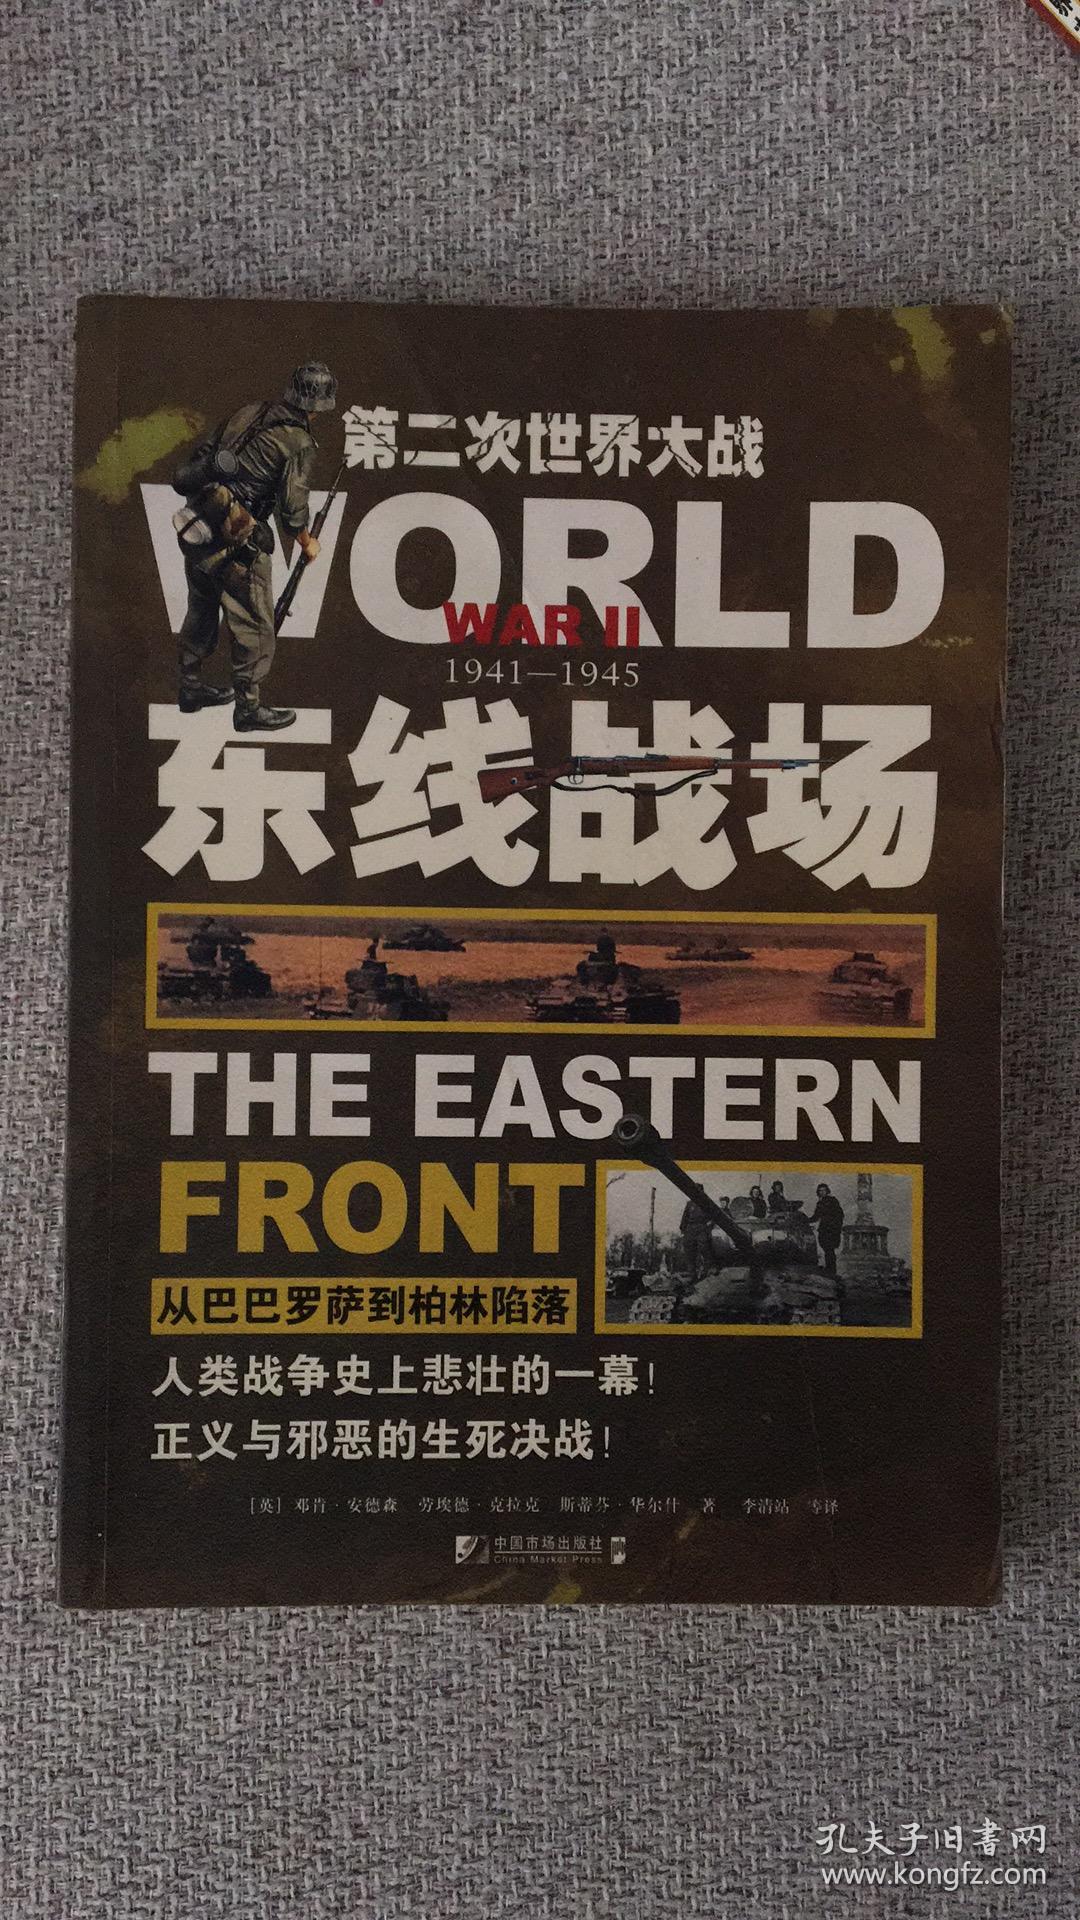 第二次世界大战
WORLD
WAR II
1941—1945
东线战场
THE EASTERN
FRONT
从巴巴罗萨到柏林陷落
人类战争史上悲壮的一幕!
正义与邪恶的生死决战!
[英] 邓肯·安德森 劳埃德·克拉克 斯蒂芬·华尔什 著 李清站 等译
中国市场出版社
China Market Press
孔夫子旧書网
www.kongfz.com